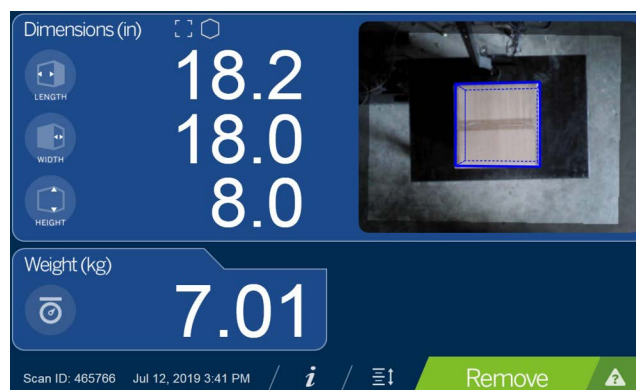 Dimensions (in)
LENGTH
18.2
WIDTH
18.0
HEIGHT
8.0
Weight (kg)
7.01
Scan ID: 465766 Jul 12, 2019 3:41 PM / i / Remove ?